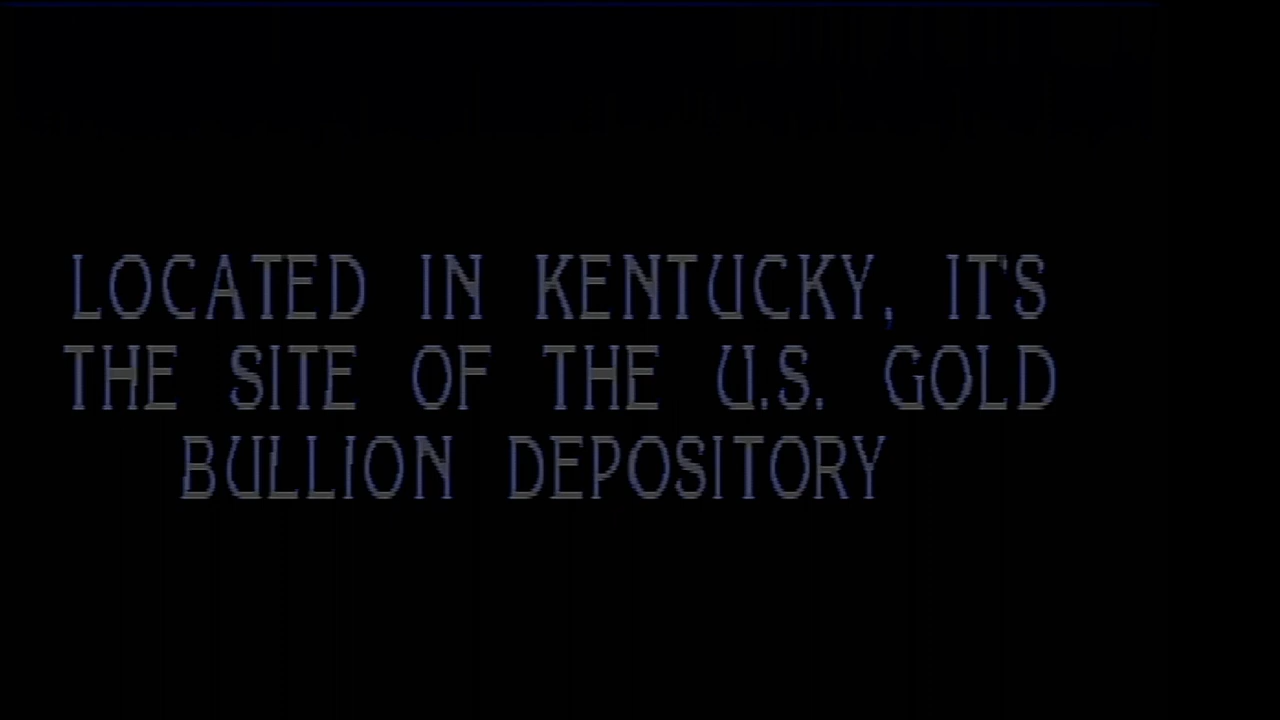 LOCATED IN KENTUCKY, IT'S
THE SITE OF THE U.S. GOLD
BULLION DEPOSITORY